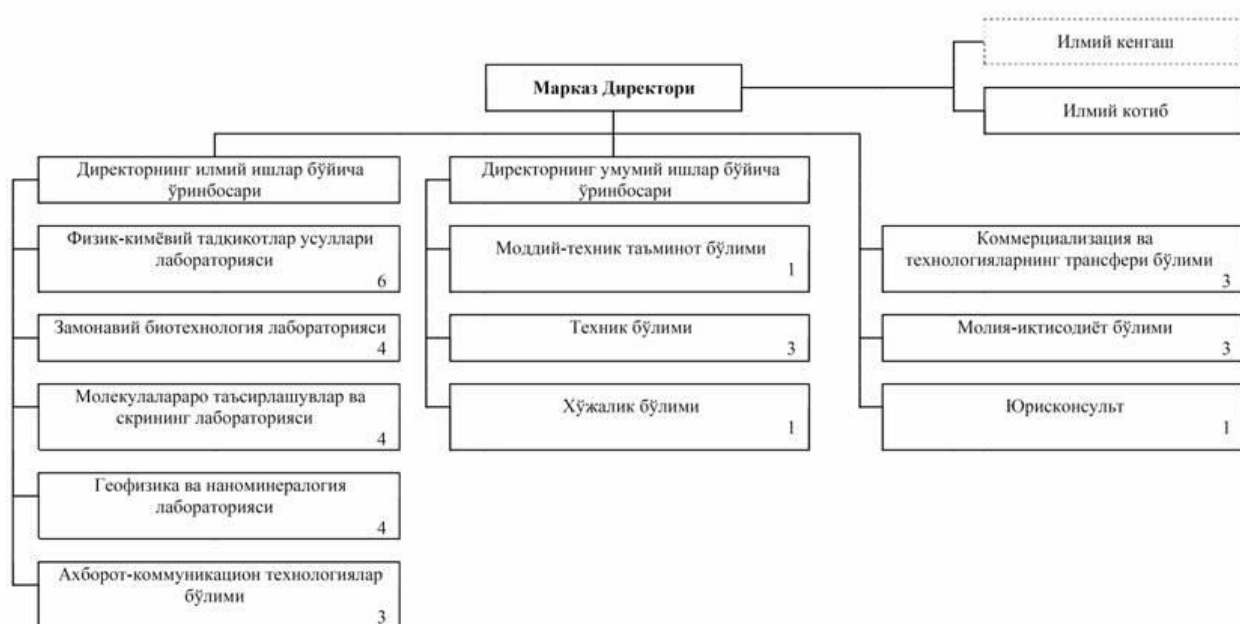 Илмий кенгаш
Марказ Директори
Илмий котиб
Директорнинг илмий ишлар бўйича
ўринбосари
Физик-кимёвий тадқиқотлар усуллари
лабораторияси
6
Замонавий биотехнология лабораторияси
4
Молекулалараро таъсирлашувлар ва
скрининг лабораторияси
4
Геофизика ва наноминералогия
лабораторияси
4
Ахборот-коммуникацион технологиялар
бўлими
3
Директорнинг умумий ишлар бўйича
ўринбосари
Моддий-техник таъминот бўлими
1
Техник бўлими
3
Хўжалик бўлими
1
Коммерциализация ва
технологияларнинг трансфери бўлими
3
Молия-иқтисодиёт бўлими
3
Юрисконсульт
1